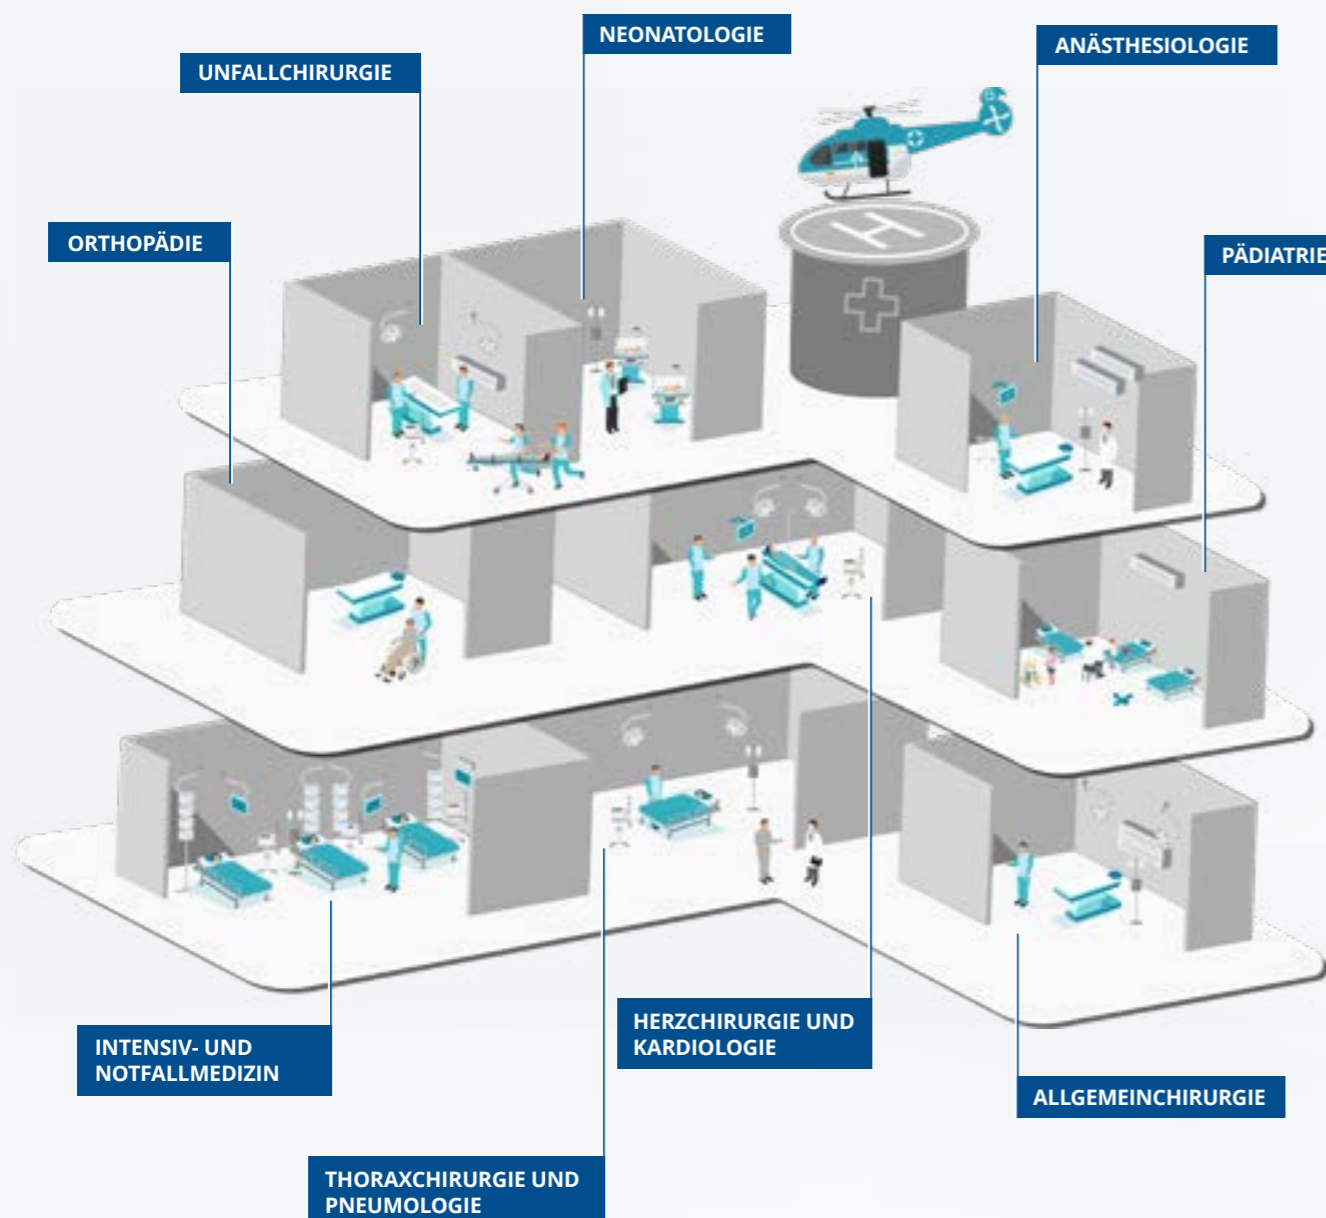 NEONATOLOGIE
ANÄSTHESIOLOGIE
UNFALLCHIRURGIE
ORTHOPÄDIE
PÄDIATRIE
H
HERZCHIRURGIE UND
KARDIOLOGIE
INTENSIV- UND
NOTFALLMEDIZIN
ALLGEMEINCHIRURGIE
THORAXCHIRURGIE UND
PNEUMOLOGIE